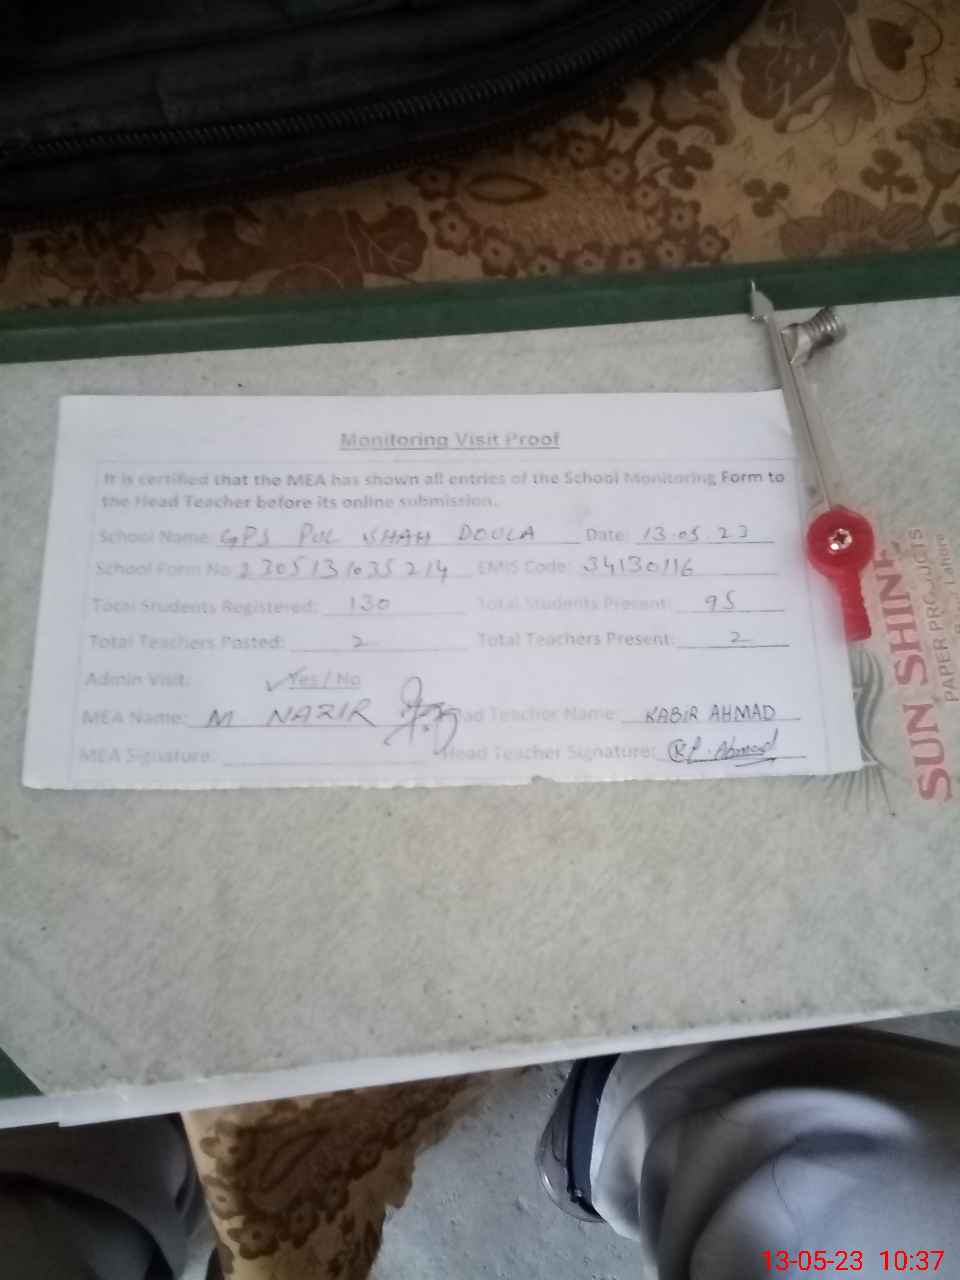 Monitoring Visit Proof
It is certified that the MEA has shown all entries of the School Monitoring Form to
the Head Teacher before its online submission.
School Name: GPS PUL SHAH DOULA Date: 13.05.23
School Form No: 2305131035214 EMIS Code: 34130116
Total Students Registered: 130 Total Students Present: 95
Total Teachers Posted: 2 Total Teachers Present: 2
Admin Visit: ✓Yes / No
MEA Name: M NAZIR ad Teacher Name: KABIR AHMAD
MEA Signature: Head Teacher Signature: Ahmad
SUN SHINE
PAPER PRODUCTS
Lahore
13-05-23 10:37